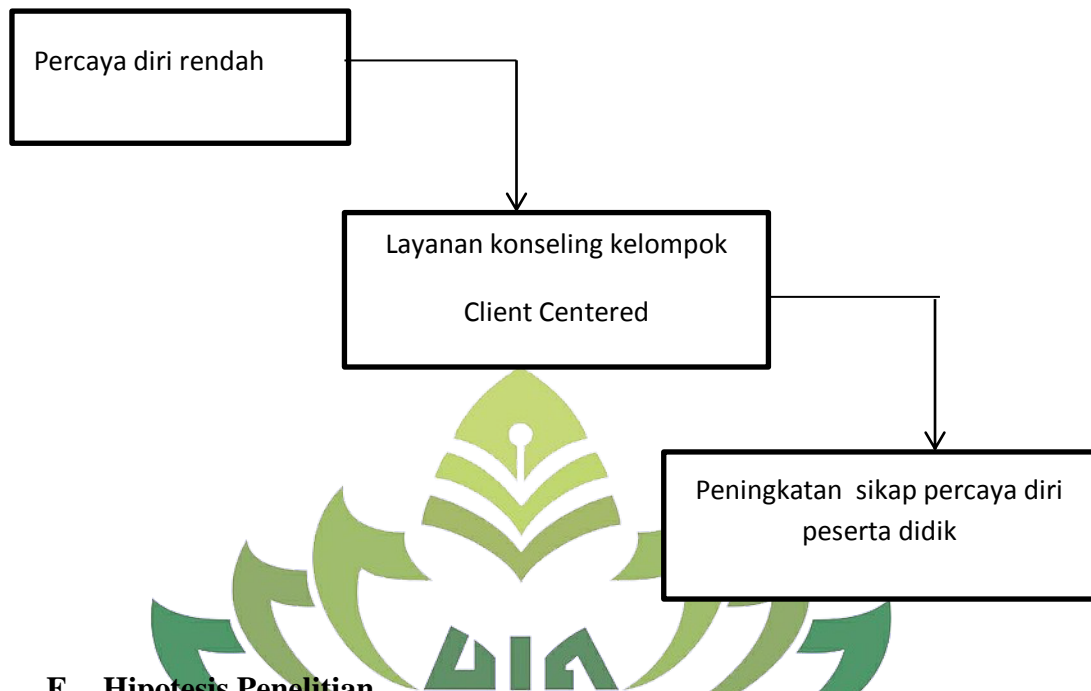 Percaya diri rendah
Layanan konseling kelompok
Client Centered
Peningkatan sikap percaya diri
peserta didik
Hipotesis Penelitian